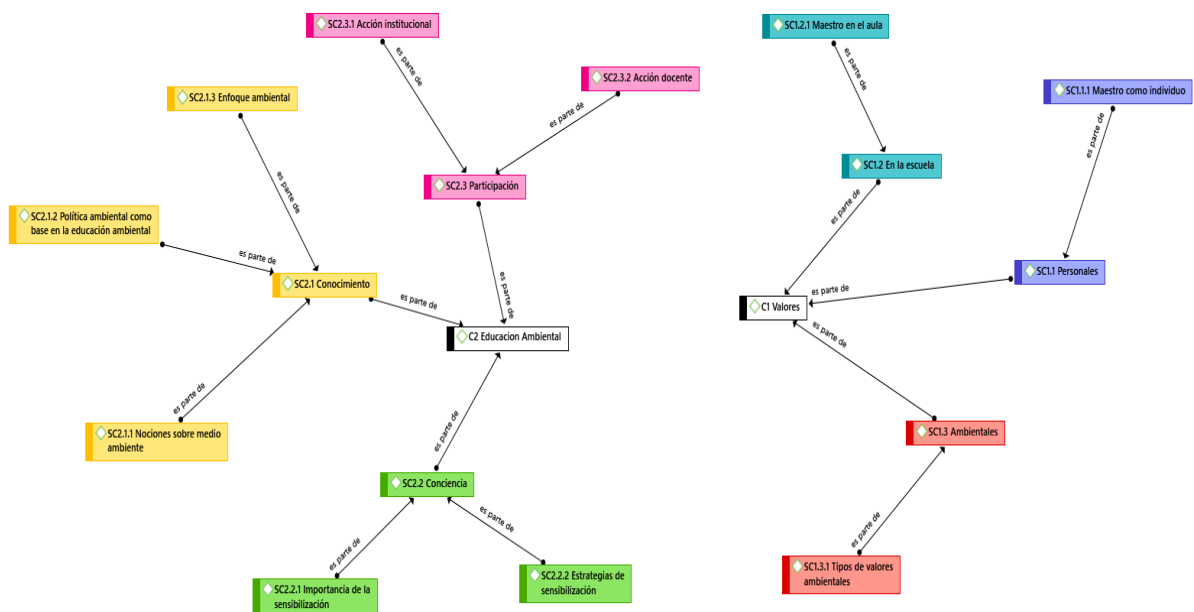 SC2.3.1 Acción institucional
SC1.2.1 Maestro en el aula
es parte de
SC2.3.2 Acción docente
SC1.1.1 Maestro como individuo
SC2.1.3 Enfoque ambiental
es parte de
es parte de
es parte de
SC1.2 En la escuela
SC2.3 Participación
es parte de
SC2.1.2 Política ambiental como
base en la educación ambiental
es parte de
es parte de
SC2.1 Conocimiento
es parte de
SC1.1 Personales
es parte de
es parte de
es parte de
C1 Valores
C2 Educacion Ambiental
es parte de
es parte de
SC2.1.1 Nociones sobre medio
ambiente
es parte de
SC1.3 Ambientales
SC2.2 Conciencia
es parte de
es parte de
es parte de
SC2.2.1 Importancia de la
sensibilización
SC2.2.2 Estrategias de
sensibilización
SC1.3.1 Tipos de valores
ambientales